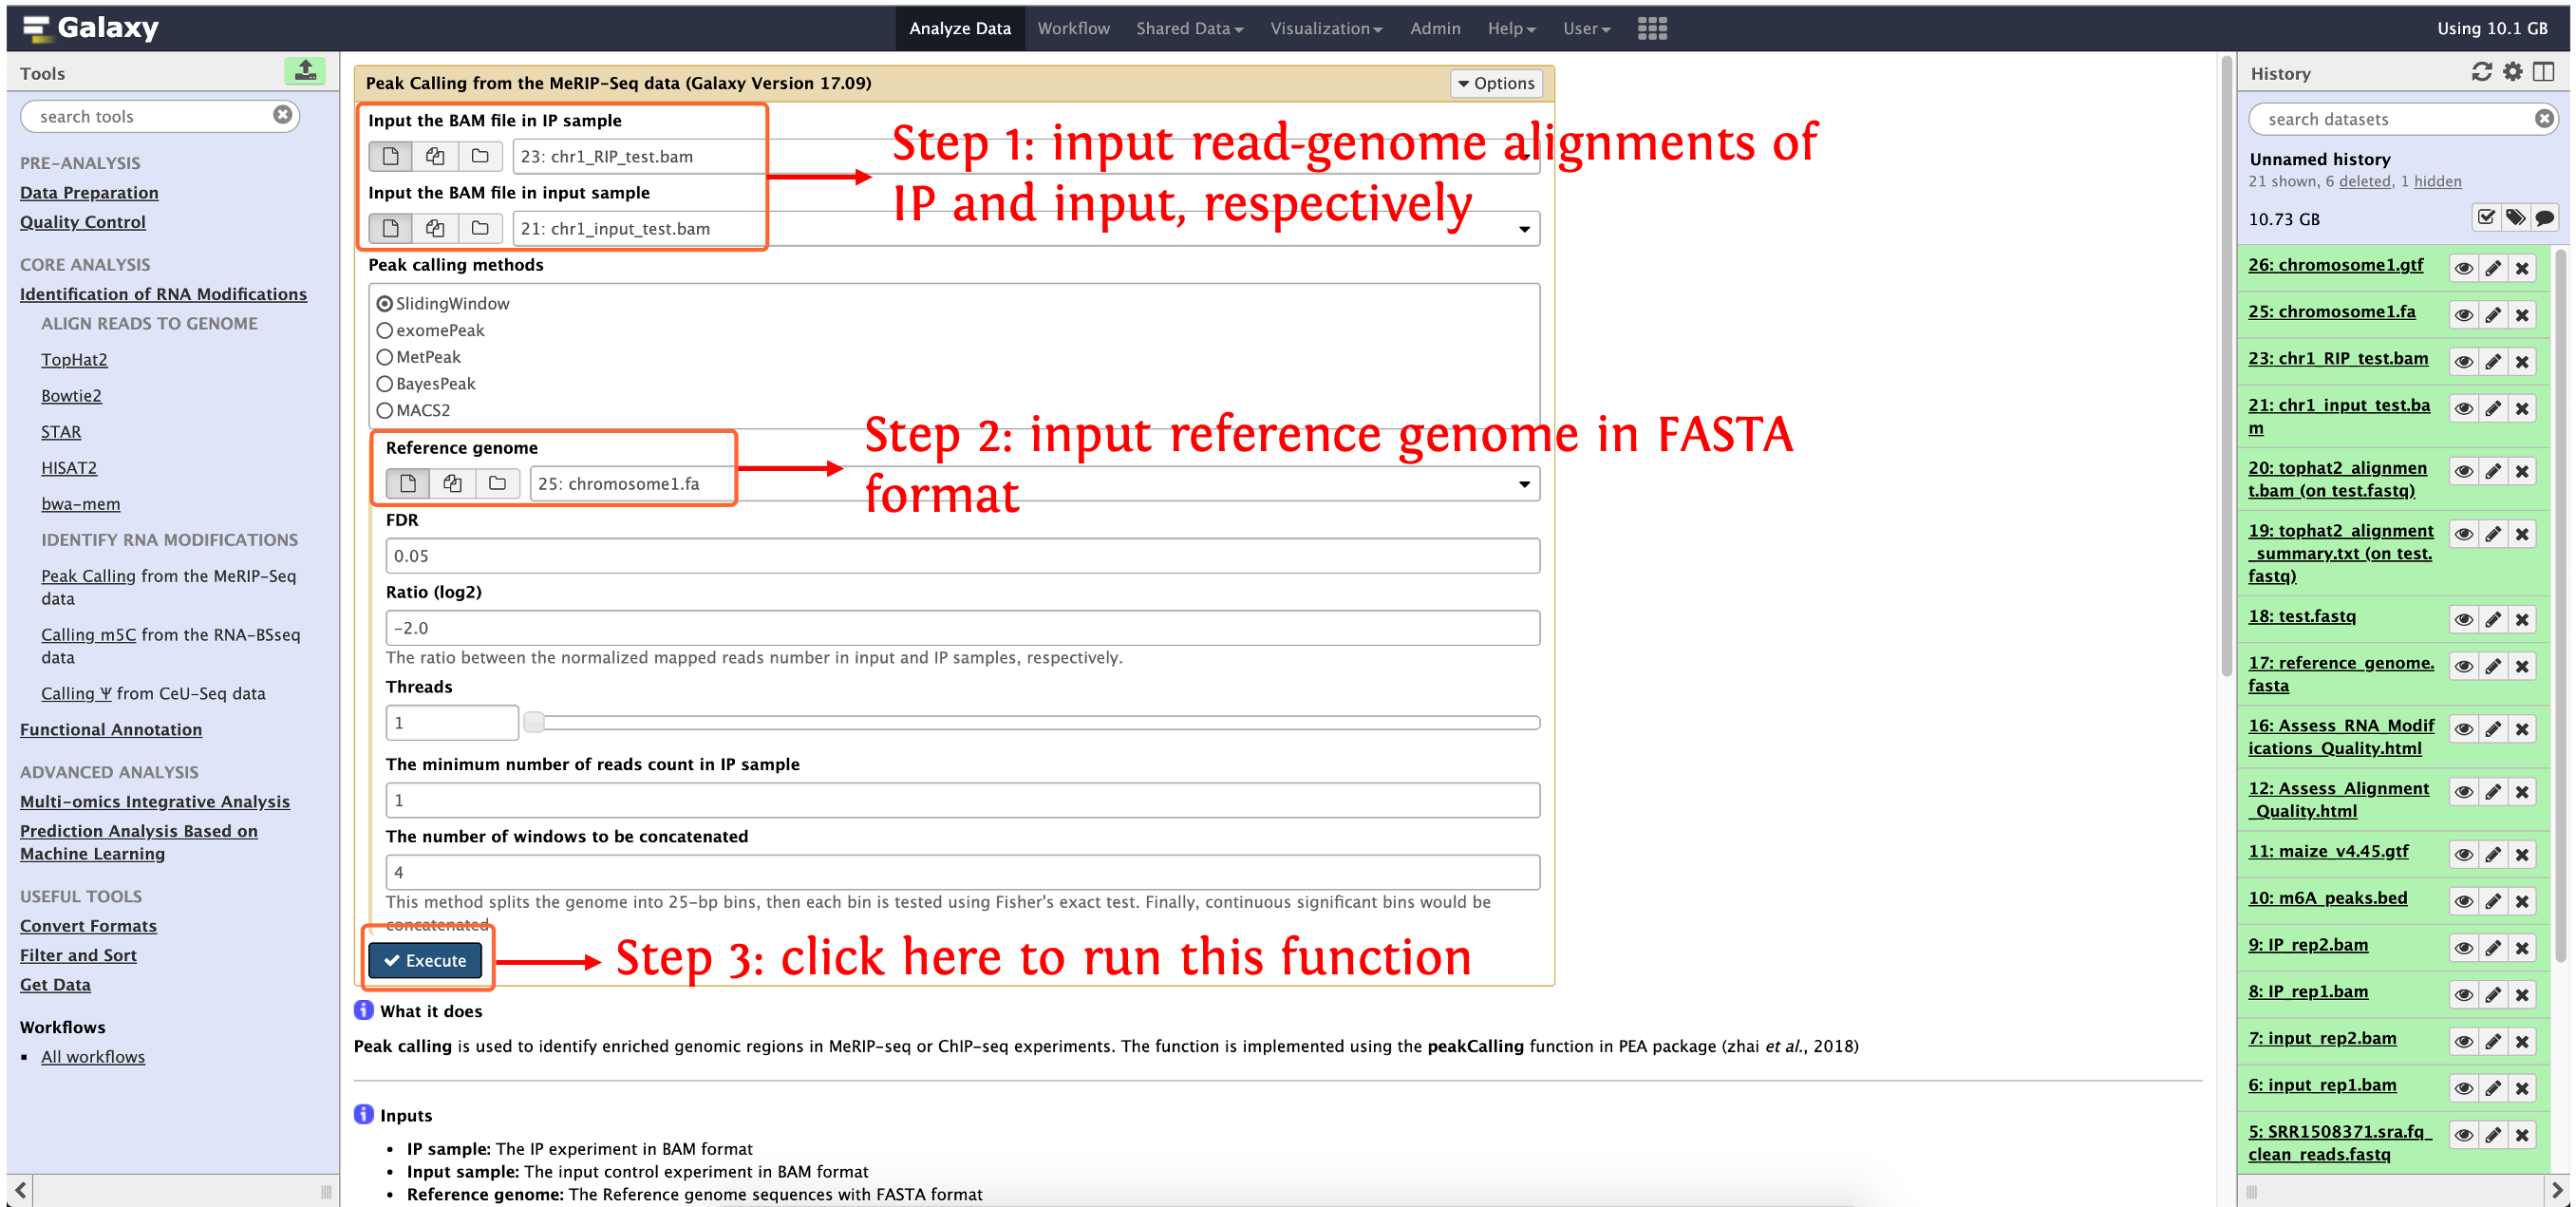 Galaxy
Analyze Data
Workflow
Shared Data
Visualization
Admin
Help
User
Using 10.1 GB
Tools
search tools
PRE-ANALYSIS
Data Preparation
Quality Control
CORE ANALYSIS
Identification of RNA Modifications
ALIGN READS TO GENOME
TopHat2
Bowtie2
STAR
HISAT2
bwa-mem
IDENTIFY RNA MODIFICATIONS
Peak Calling from the MeRIP-Seq
data
Calling m5C from the RNA-BSseq
data
Calling Ψ from CeU-Seq data
Functional Annotation
ADVANCED ANALYSIS
Multi-omics Integrative Analysis
Prediction Analysis Based on
Machine Learning
USEFUL TOOLS
Convert Formats
Filter and Sort
Get Data
Workflows
All workflows
Peak Calling from the MeRIP-Seq data (Galaxy Version 17.09)
Options
Input the BAM file in IP sample
23: chr1_RIP_test.bam
Input the BAM file in input sample
21: chr1_input_test.bam
Step 1: input read-genome alignments of
IP and input, respectively
Peak calling methods
SlidingWindow
exomePeak
MetPeak
BayesPeak
MACS2
Reference genome
25: chromosome1.fa
Step 2: input reference genome in FASTA
format
FDR
0.05
Ratio (log2)
-2.0
The ratio between the normalized mapped reads number in input and IP samples, respectively.
Threads
1
The minimum number of reads count in IP sample
1
The number of windows to be concatenated
4
This method splits the genome into 25-bp bins, then each bin is tested using Fisher's exact test. Finally, continuous significant bins would be
concatenated
Execute
Step 3: click here to run this function
What it does
Peak calling is used to identify enriched genomic regions in MeRIP-seq or ChIP-seq experiments. The function is implemented using the peakCalling function in PEA package (zhai et al., 2018)
Inputs
• IP sample: The IP experiment in BAM format
• Input sample: The input control experiment in BAM format
• Reference genome: The Reference genome sequences with FASTA format
History
search datasets
Unnamed history
21 shown, 6 deleted, 1 hidden
10.73 GB
26: chromosome1.gtf
25: chromosome1.fa
23: chr1_RIP_test.bam
21: chr1_input_test.ba
m
20: tophat2_alignmen
t.bam (on test.fastq)
19: tophat2_alignment
_summary.txt (on test.
fastq)
18: test.fastq
17: reference_genome.
fasta
16: Assess_RNA_Modif
ications_Quality.html
12: Assess_Alignment
_Quality.html
11: maize_v4.45.gtf
10: m6A_peaks.bed
9: IP_rep2.bam
8: IP_rep1.bam
7: input_rep2.bam
6: input_rep1.bam
5: SRR1508371.sra.fq_
clean_reads.fastq